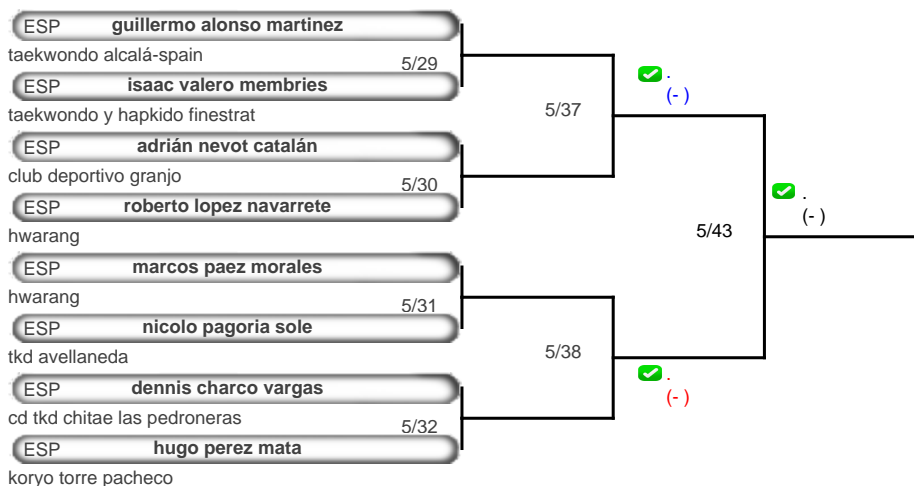 ESP guillermo alonso martinez
taekwondo alcalá-spain
5/29
ESP isaac valero membries
taekwondo y hapkido finestrat
5/37
.
(- )
ESP adrián nevot catalán
club deportivo granjo
5/30
ESP roberto lopez navarrete
hwarang
5/43
.
(- )
ESP marcos paez morales
hwarang
5/31
ESP nicolo pagoria sole
tkd avellaneda
5/38
.
(- )
ESP dennis charco vargas
cd tkd chitae las pedroneras
5/32
ESP hugo perez mata
koryo torre pacheco